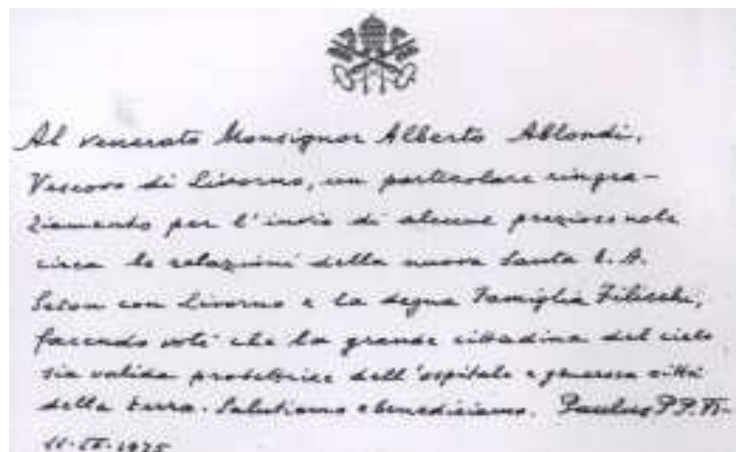 Al venerato Monsignor Alberto Ablondi,
Vescovo di Livorno, un particolare ringra-
ziamento per l'invio di alcune preziose note
circa le relazioni della nuova Santa E. A.
Seton con Livorno e la degna Famiglia Filicchi,
facendo voti che la grande cittadina del cielo
sia valida protettrice dell'ospitale e generosa città
della terra. Salutiamo e benediciamo. Paulus PP. VI-
1975